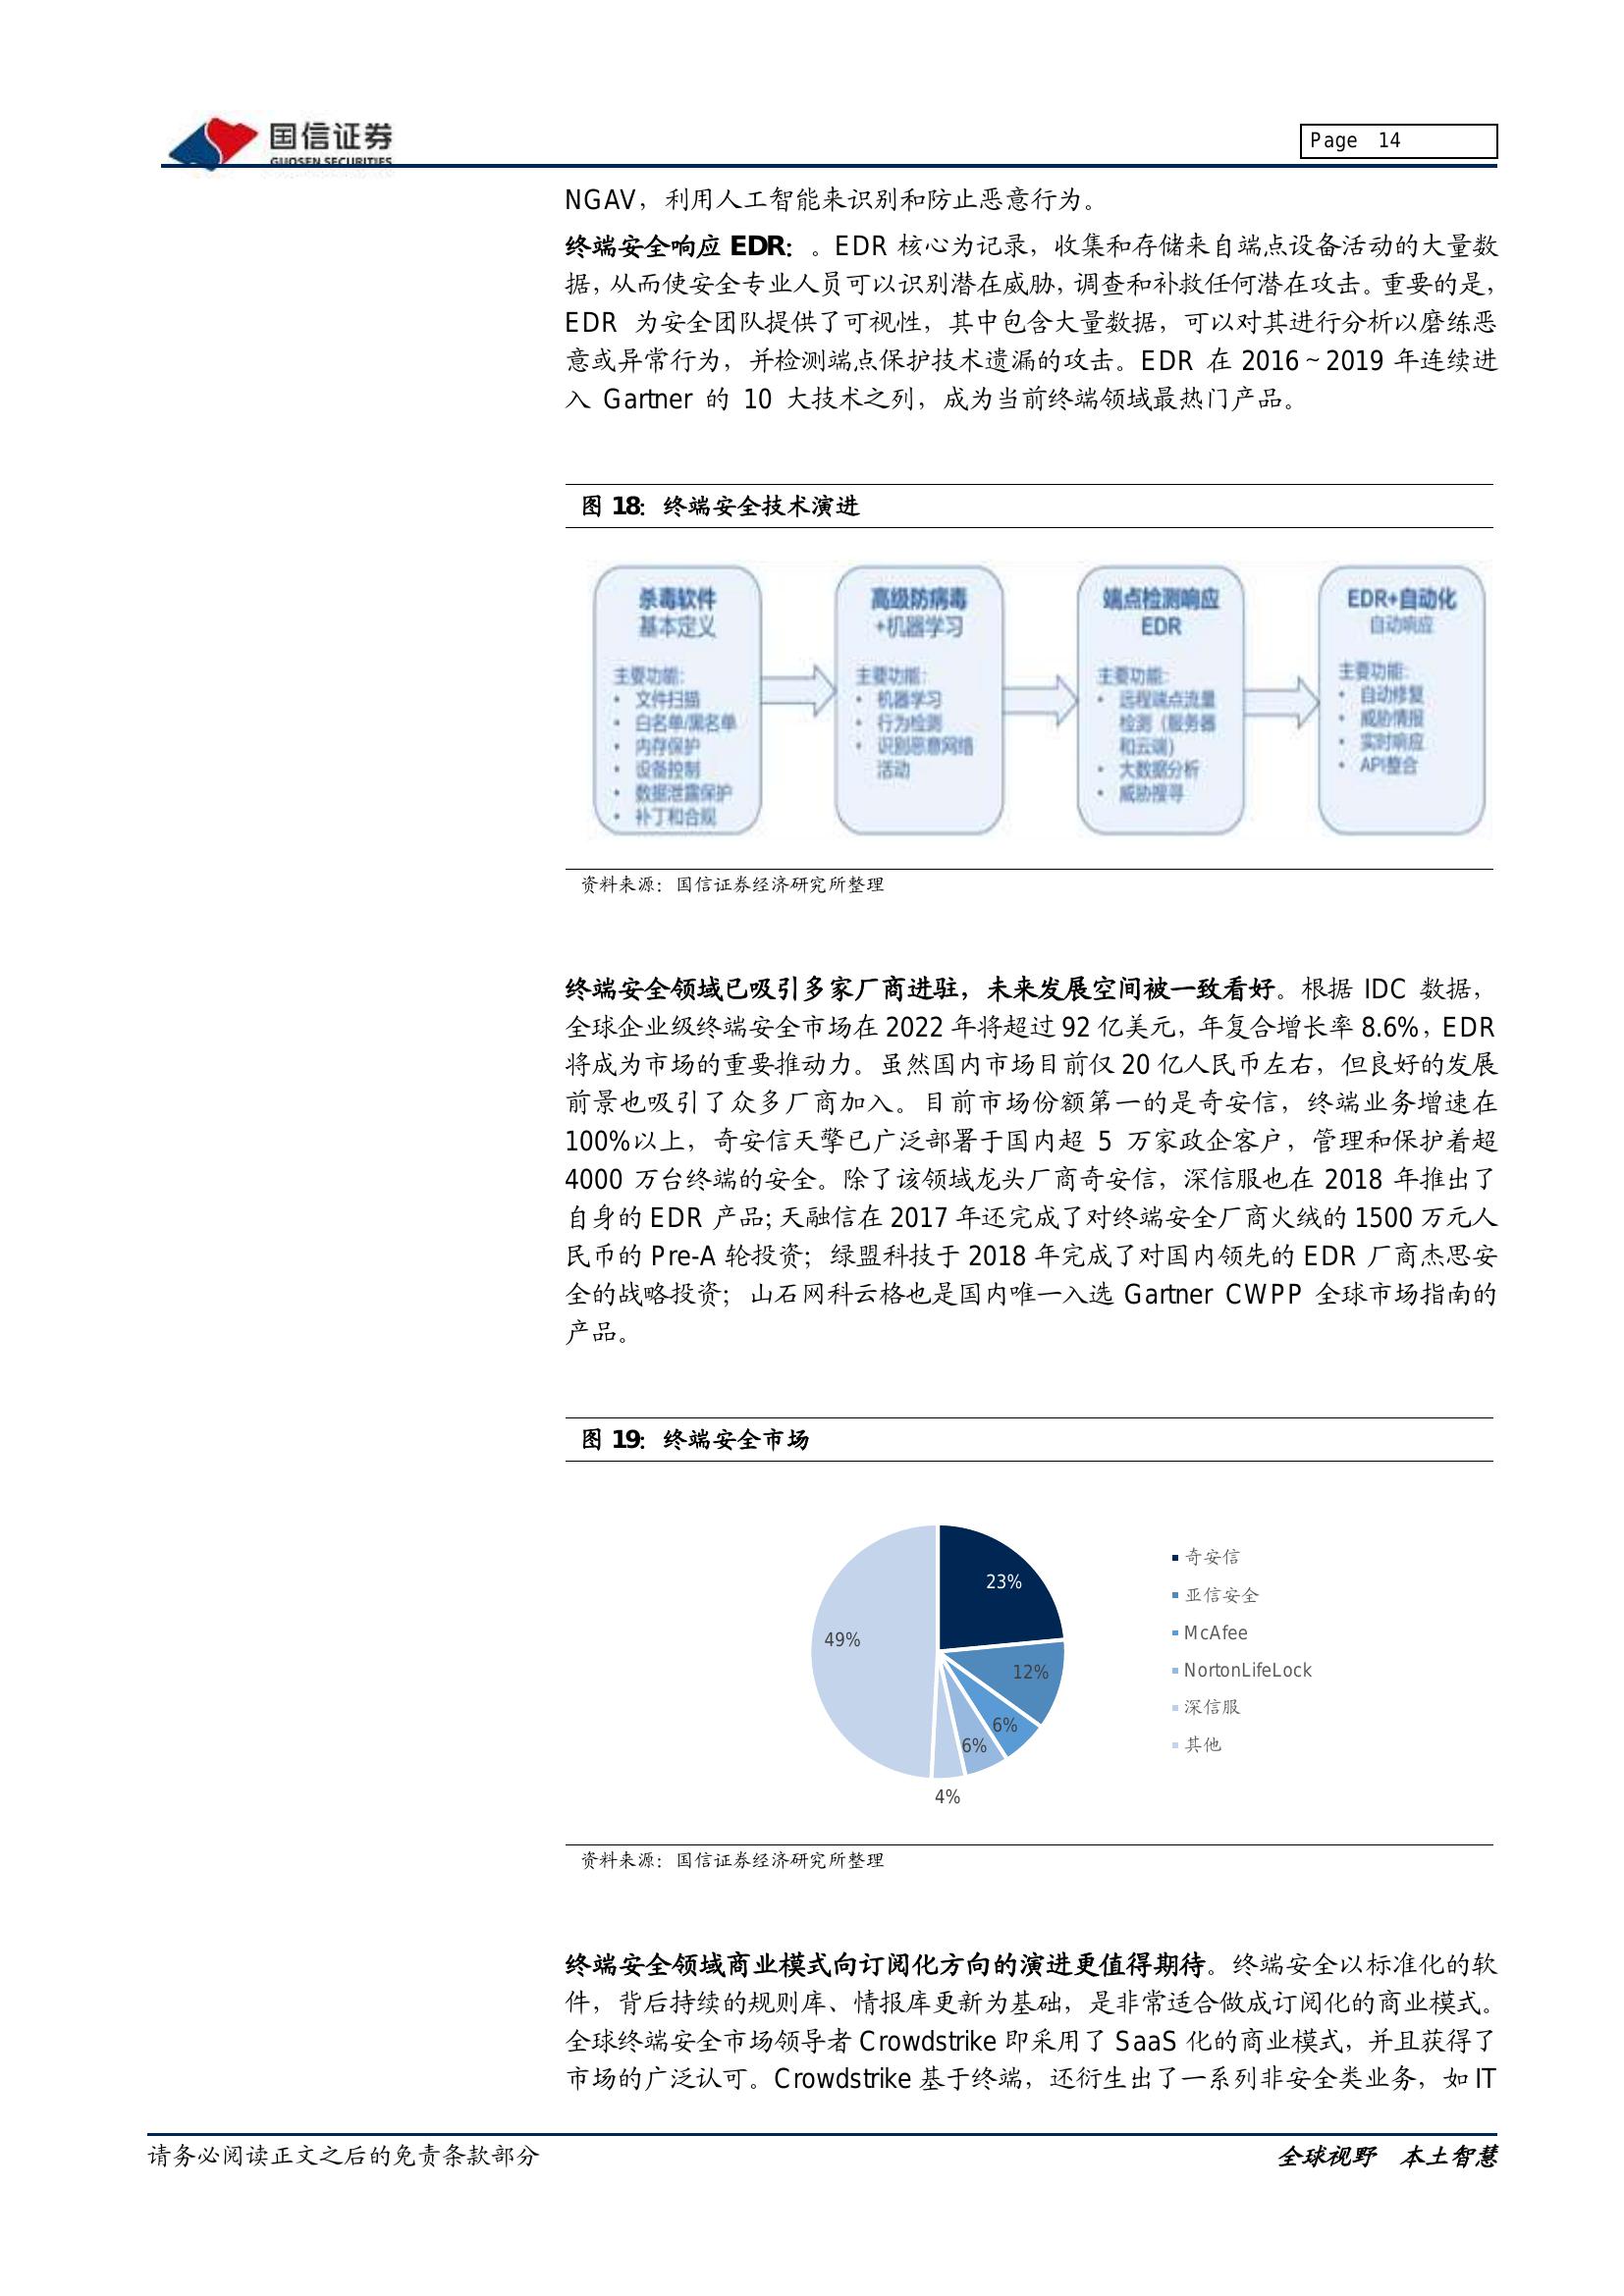 国信证券
GUOSEN SECURITIES
Page 14
NGAV，利用人工智能来识别和防止恶意行为。
终端安全响应 EDR：。EDR 核心为记录，收集和存储来自端点设备活动的大量数
据，从而使安全专业人员可以识别潜在威胁，调查和补救任何潜在攻击。重要的是，
EDR 为安全团队提供了可视性，其中包含大量数据，可以对其进行分析以磨练恶
意或异常行为，并检测端点保护技术遗漏的攻击。EDR 在 2016～2019 年连续进
入 Gartner 的 10 大技术之列，成为当前终端领域最热门产品。
图 18：终端安全技术演进
杀毒软件
基本定义
主要功能：
• 文件扫描
• 白名单/黑名单
• 内存保护
• 设备控制
• 数据泄露保护
• 补丁和合规
高级防病毒
+机器学习
主要功能：
• 机器学习
• 行为检测
• 识别恶意网络
活动
端点检测响应
EDR
主要功能：
• 远程端点流量
检测（服务器
和云端）
• 大数据分析
• 威胁搜寻
EDR+自动化
自动响应
主要功能：
• 自动修复
• 威胁情报
• 实时响应
• API整合
资料来源：国信证券经济研究所整理
终端安全领域已吸引多家厂商进驻，未来发展空间被一致看好。根据 IDC 数据，
全球企业级终端安全市场在 2022 年将超过 92 亿美元，年复合增长率 8.6%，EDR
将成为市场的重要推动力。虽然国内市场目前仅 20 亿人民币左右，但良好的发展
前景也吸引了众多厂商加入。目前市场份额第一的是奇安信，终端业务增速在
100%以上，奇安信天擎已广泛部署于国内超 5 万家政企客户，管理和保护着超
4000 万台终端的安全。除了该领域龙头厂商奇安信，深信服也在 2018 年推出了
自身的 EDR 产品；天融信在 2017 年还完成了对终端安全厂商火绒的 1500 万元人
民币的 Pre-A 轮投资；绿盟科技于 2018 年完成了对国内领先的 EDR 厂商杰思安
全的战略投资；山石网科云格也是国内唯一入选 Gartner CWPP 全球市场指南的
产品。
图 19：终端安全市场
23%
12%
6%
6%
4%
49%
奇安信
亚信安全
McAfee
NortonLifeLock
深信服
其他
资料来源：国信证券经济研究所整理
终端安全领域商业模式向订阅化方向的演进更值得期待。终端安全以标准化的软
件，背后持续的规则库、情报库更新为基础，是非常适合做成订阅化的商业模式。
全球终端安全市场领导者 Crowdstrike 即采用了 SaaS 化的商业模式，并且获得了
市场的广泛认可。Crowdstrike 基于终端，还衍生出了一系列非安全类业务，如 IT
请务必阅读正文之后的免责条款部分
全球视野 本土智慧